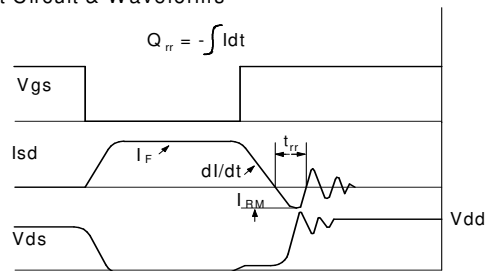 t Circuit & Waveforms
Q rr = -∫Idt
Vgs
Isd
I F
dI/dt
t rr
I RM
Vdd
Vds